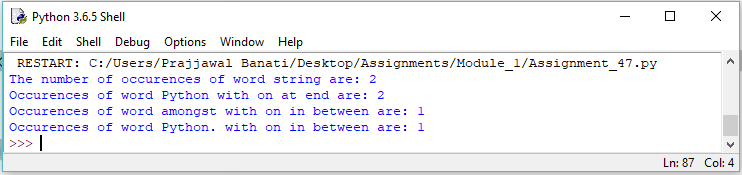 Python 3.6.5 Shell
File Edit Shell Debug Options Window Help
RESTART: C:/Users/Prajjawal Banati/Desktop/Assignments/Module_1/Assignment_47.py
The number of occurences of word string are: 2
Occurences of word Python with on at end are: 2
Occurences of word amongst with on in between are: 1
Occurences of word Python. with on in between are: 1
>>>
Ln: 87 Col: 4